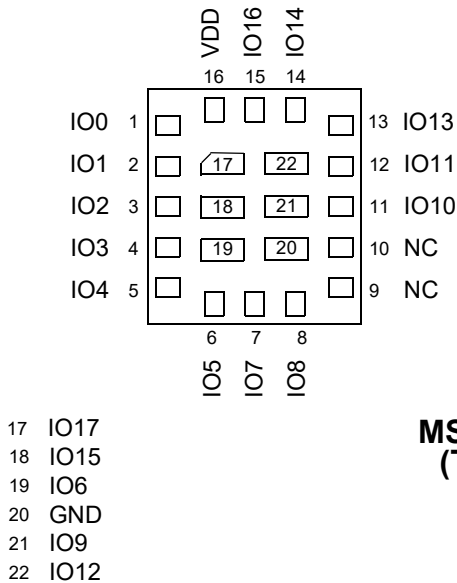 VDD IO16 IO14
16 15 14
IO0 1 13 IO13
IO1 2 17 22 12 IO11
IO2 3 18 21 11 IO10
IO3 4 19 20 10 NC
IO4 5 9 NC
6 7 8
IO5 IO7 IO8
17 IO17
18 IO15
19 IO6
20 GND
21 IO9
22 IO12